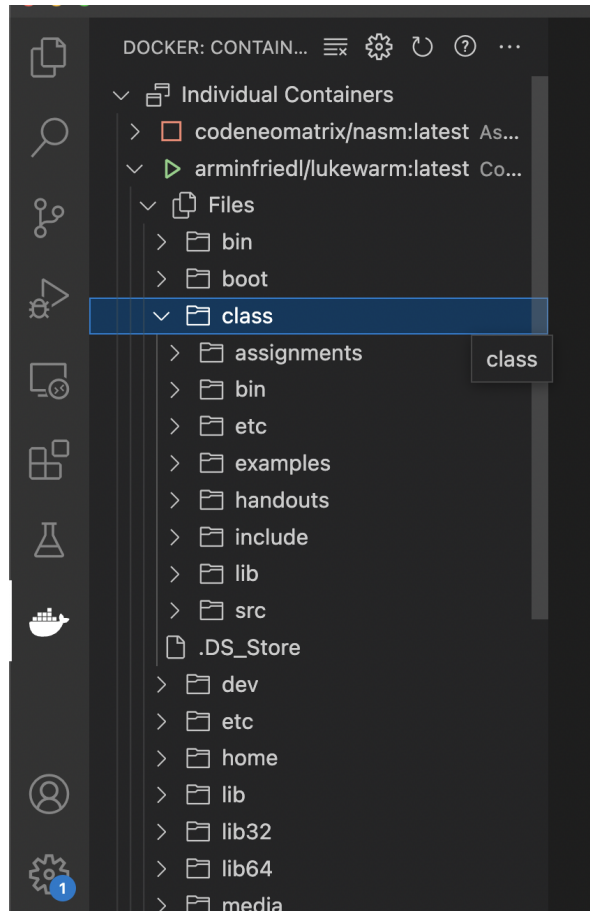 DOCKER: CONTAIN...
Individual Containers
codeneomatrix/nasm:latest As...
arminfriedl/lukewarm:latest Co...
Files
bin
boot
class
assignments
class
bin
etc
examples
handouts
include
lib
src
.DS_Store
dev
etc
home
lib
lib32
lib64
1
media